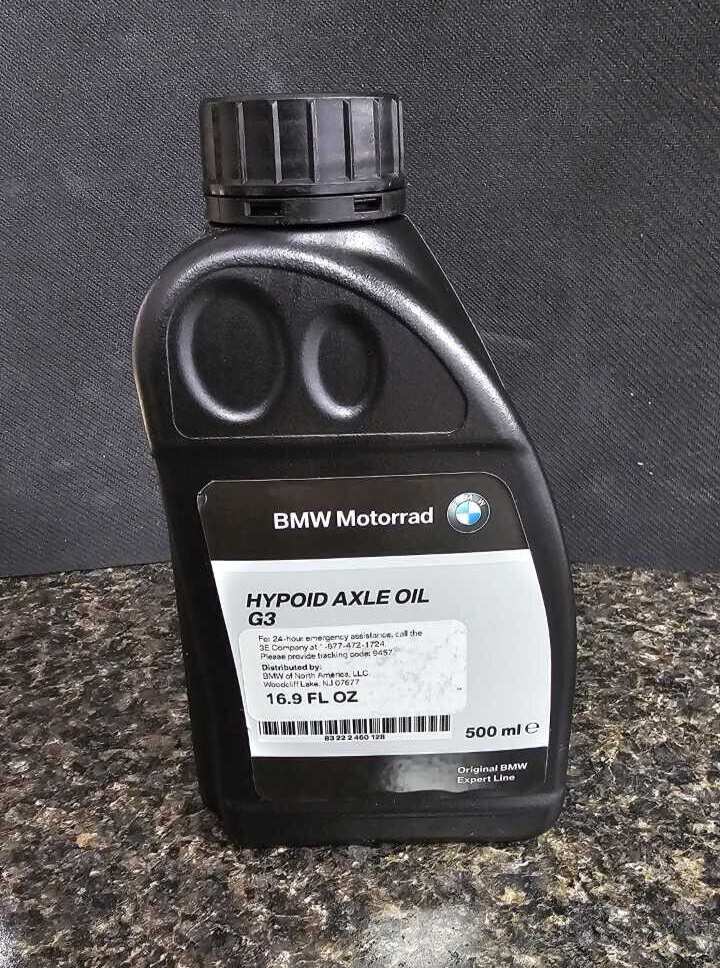 BMW Motorrad
HYPOID AXLE OIL
G3
For 24-hour emergency assistance, call the
3E Company at 1-877-472-1724.
Please provide tracking code: 9457
Distributed by:
BMW of North America, LLC
Woodcliff Lake, NJ 07677
16.9 FL OZ
83 22 2 460 128
500 ml ℮
Original BMW
Expert Line